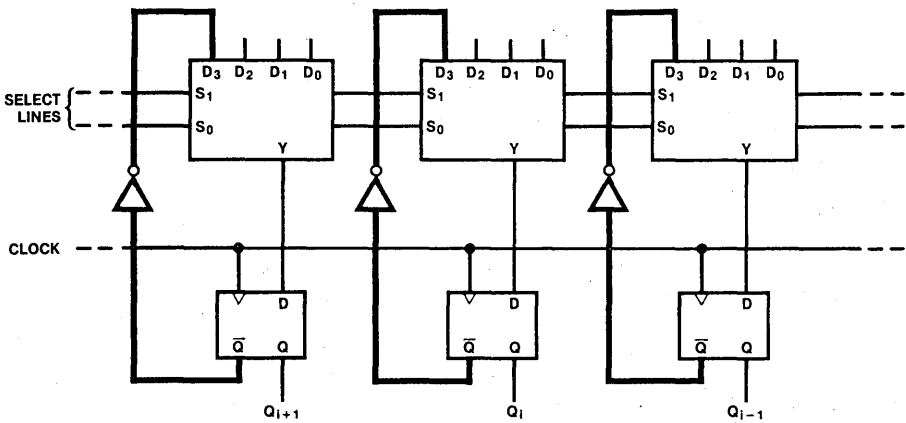 D₃ D₂ D₁ D₀ D₃ D₂ D₁ D₀ D₃ D₂ D₁ D₀
SELECT LINES
S₁ S₁ S₁
S₀ S₀ S₀
Y Y Y
CLOCK
D D D
Q̅ Q Q̅ Q Q̅ Q
Qᵢ₊₁ Qᵢ Qᵢ₋₁